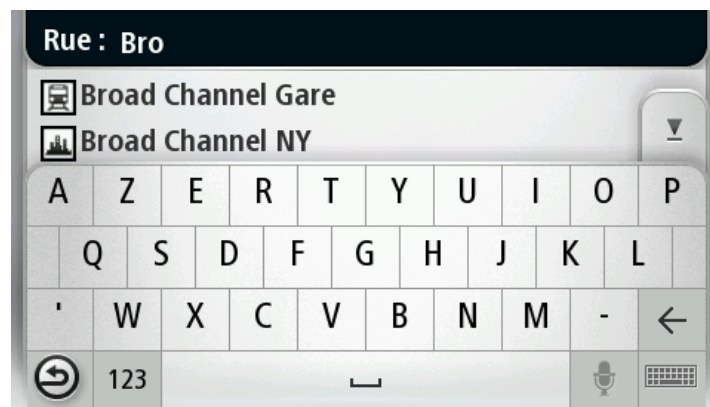 Rue : Bro
Broad Channel Gare
Broad Channel NY
A Z E R T Y U I O P
Q S D F G H J K L
' W X C V B N M -
123